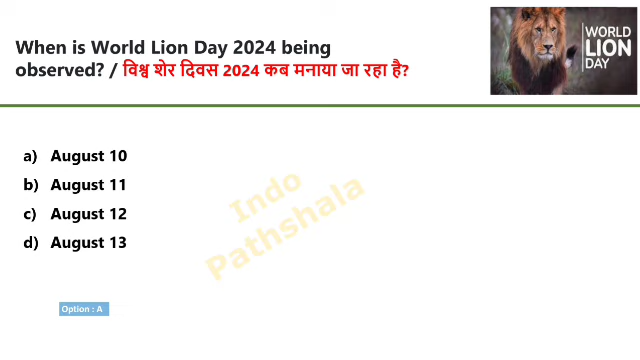 When is World Lion Day 2024 being
observed? / विश्व शेर दिवस 2024 कब मनाया जा रहा है?
WORLD
LION
DAY
a) August 10
b) August 11
c) August 12
d) August 13
Indo
Pathshala
Option : A